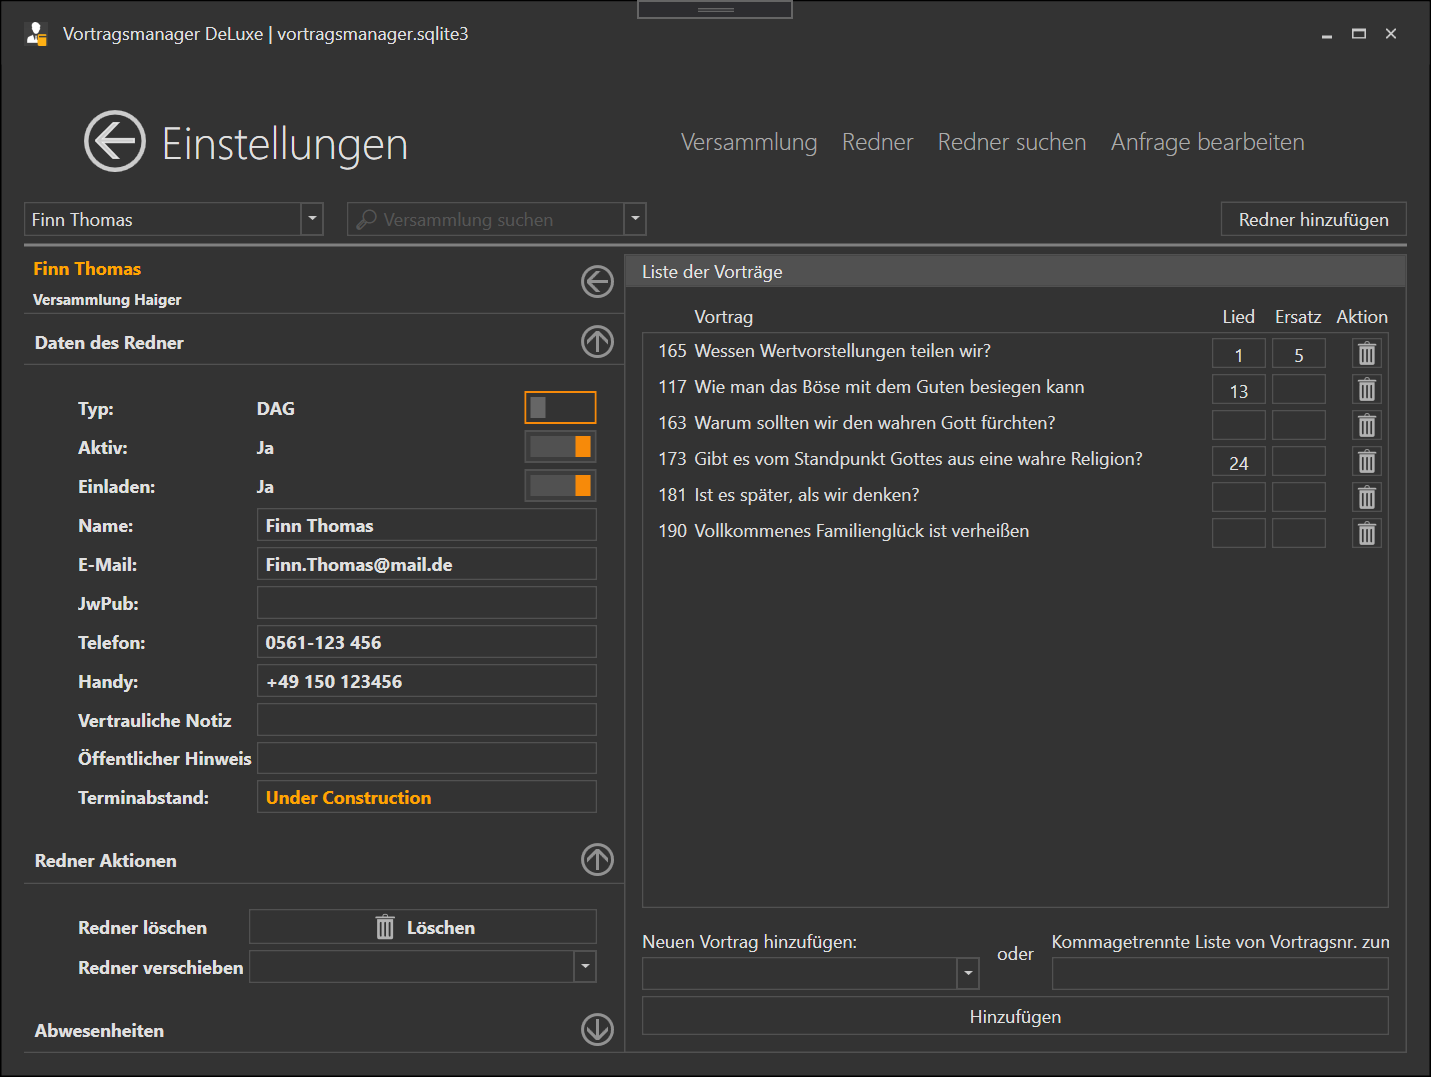 Vortragsmanager DeLuxe | vortragsmanager.sqlite3
Einstellungen
Versammlung Redner Redner suchen Anfrage bearbeiten
Finn Thomas
Versammlung suchen
Redner hinzufügen
Finn Thomas
Versammlung Haiger
Daten des Redner
Typ: DAG
Aktiv: Ja
Einladen: Ja
Name: Finn Thomas
E-Mail: Finn.Thomas@mail.de
JwPub:
Telefon: 0561-123 456
Handy: +49 150 123456
Vertrauliche Notiz
Öffentlicher Hinweis
Terminabstand: Under Construction
Redner Aktionen
Redner löschen Löschen
Redner verschieben
Abwesenheiten
Liste der Vorträge
Vortrag Lied Ersatz Aktion
165 Wessen Wertvorstellungen teilen wir? 1 5
117 Wie man das Böse mit dem Guten besiegen kann 13
163 Warum sollten wir den wahren Gott fürchten?
173 Gibt es vom Standpunkt Gottes aus eine wahre Religion? 24
181 Ist es später, als wir denken?
190 Vollkommenes Familienglück ist verheißen
Neuen Vortrag hinzufügen:
oder
Kommagetrennte Liste von Vortragsnr. zum
Hinzufügen